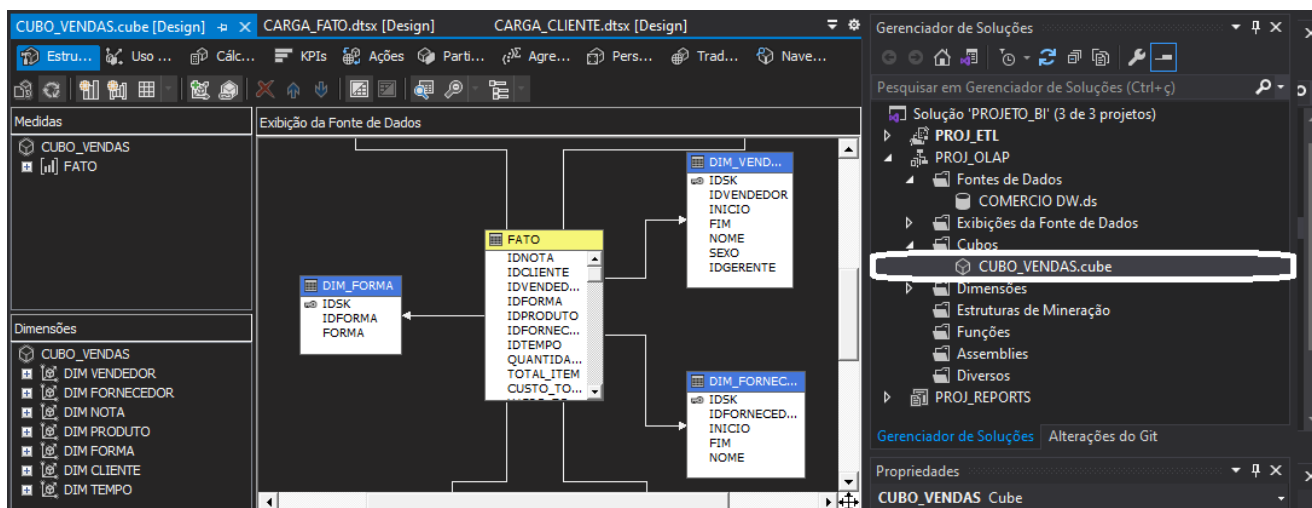 CUBO_VENDAS.cube [Design]
CARGA_FATO.dtsx [Design]
CARGA_CLIENTE.dtsx [Design]
Estru... Uso ... Cálc... KPIs Ações Parti... Agre... Pers... Trad... Nave...
Medidas
CUBO_VENDAS
FATO
Dimensões
CUBO_VENDAS
DIM VENDEDOR
DIM FORNECEDOR
DIM NOTA
DIM PRODUTO
DIM FORMA
DIM CLIENTE
DIM TEMPO
Exibição da Fonte de Dados
DIM_FORMA
IDSK
IDFORMA
FORMA
FATO
IDNOTA
IDCLIENTE
IDVENDED...
IDFORMA
IDPRODUTO
IDFORNEC...
IDTEMPO
QUANTIDA...
TOTAL_ITEM
CUSTO_TO...
DIM_VEND...
IDSK
IDVENDEDOR
INICIO
FIM
NOME
SEXO
IDGERENTE
DIM_FORNEC...
IDSK
IDFORNECED...
INICIO
FIM
NOME
Gerenciador de Soluções
Pesquisar em Gerenciador de Soluções (Ctrl+ç)
Solução 'PROJETO_BI' (3 de 3 projetos)
PROJ_ETL
PROJ_OLAP
Fontes de Dados
COMERCIO DW.ds
Exibições da Fonte de Dados
Cubos
CUBO_VENDAS.cube
Dimensões
Estruturas de Mineração
Funções
Assemblies
Diversos
PROJ_REPORTS
Gerenciador de Soluções Alterações do Git
Propriedades
CUBO_VENDAS Cube